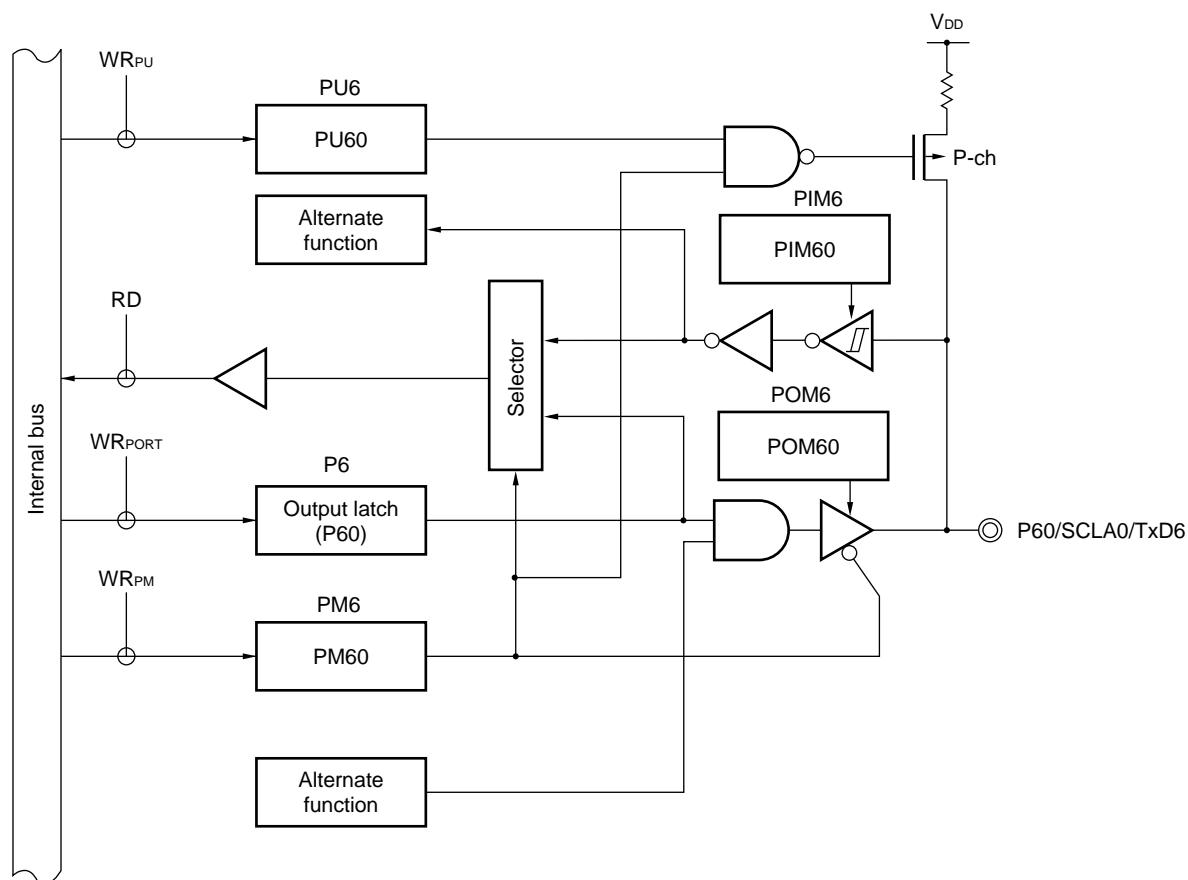 VDD
WRPU
PU6
PU60
P-ch
Alternate
function
PIM6
PIM60
RD
Selector
POM6
POM60
Internal bus
WRPORT
P6
Output latch
(P60)
P60/SCLA0/TxD6
WRPM
PM6
PM60
Alternate
function